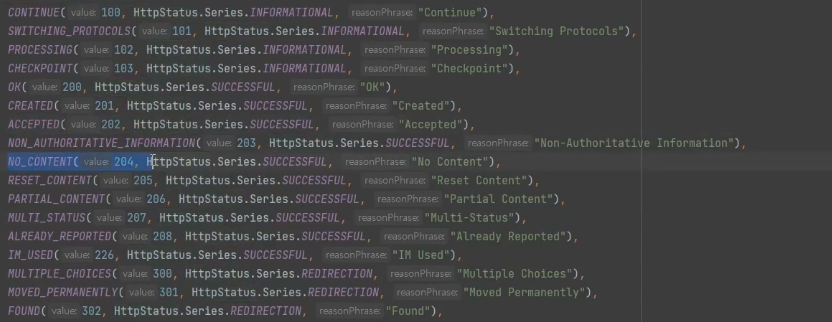 CONTINUE( value: 100, HttpStatus.Series.INFORMATIONAL, reasonPhrase: "Continue"),
SWITCHING_PROTOCOLS( value: 101, HttpStatus.Series.INFORMATIONAL, reasonPhrase: "Switching Protocols"),
PROCESSING( value: 102, HttpStatus.Series.INFORMATIONAL, reasonPhrase: "Processing"),
CHECKPOINT( value: 103, HttpStatus.Series.INFORMATIONAL, reasonPhrase: "Checkpoint"),
OK( value: 200, HttpStatus.Series.SUCCESSFUL, reasonPhrase: "OK"),
CREATED( value: 201, HttpStatus.Series.SUCCESSFUL, reasonPhrase: "Created"),
ACCEPTED( value: 202, HttpStatus.Series.SUCCESSFUL, reasonPhrase: "Accepted"),
NON_AUTHORITATIVE_INFORMATION( value: 203, HttpStatus.Series.SUCCESSFUL, reasonPhrase: "Non-Authoritative Information"),
NO_CONTENT( value: 204, HttpStatus.Series.SUCCESSFUL, reasonPhrase: "No Content"),
RESET_CONTENT( value: 205, HttpStatus.Series.SUCCESSFUL, reasonPhrase: "Reset Content"),
PARTIAL_CONTENT( value: 206, HttpStatus.Series.SUCCESSFUL, reasonPhrase: "Partial Content"),
MULTI_STATUS( value: 207, HttpStatus.Series.SUCCESSFUL, reasonPhrase: "Multi-Status"),
ALREADY_REPORTED( value: 208, HttpStatus.Series.SUCCESSFUL, reasonPhrase: "Already Reported"),
IM_USED( value: 226, HttpStatus.Series.SUCCESSFUL, reasonPhrase: "IM Used"),
MULTIPLE_CHOICES( value: 300, HttpStatus.Series.REDIRECTION, reasonPhrase: "Multiple Choices"),
MOVED_PERMANENTLY( value: 301, HttpStatus.Series.REDIRECTION, reasonPhrase: "Moved Permanently"),
FOUND( value: 302, HttpStatus.Series.REDIRECTION, reasonPhrase: "Found"),